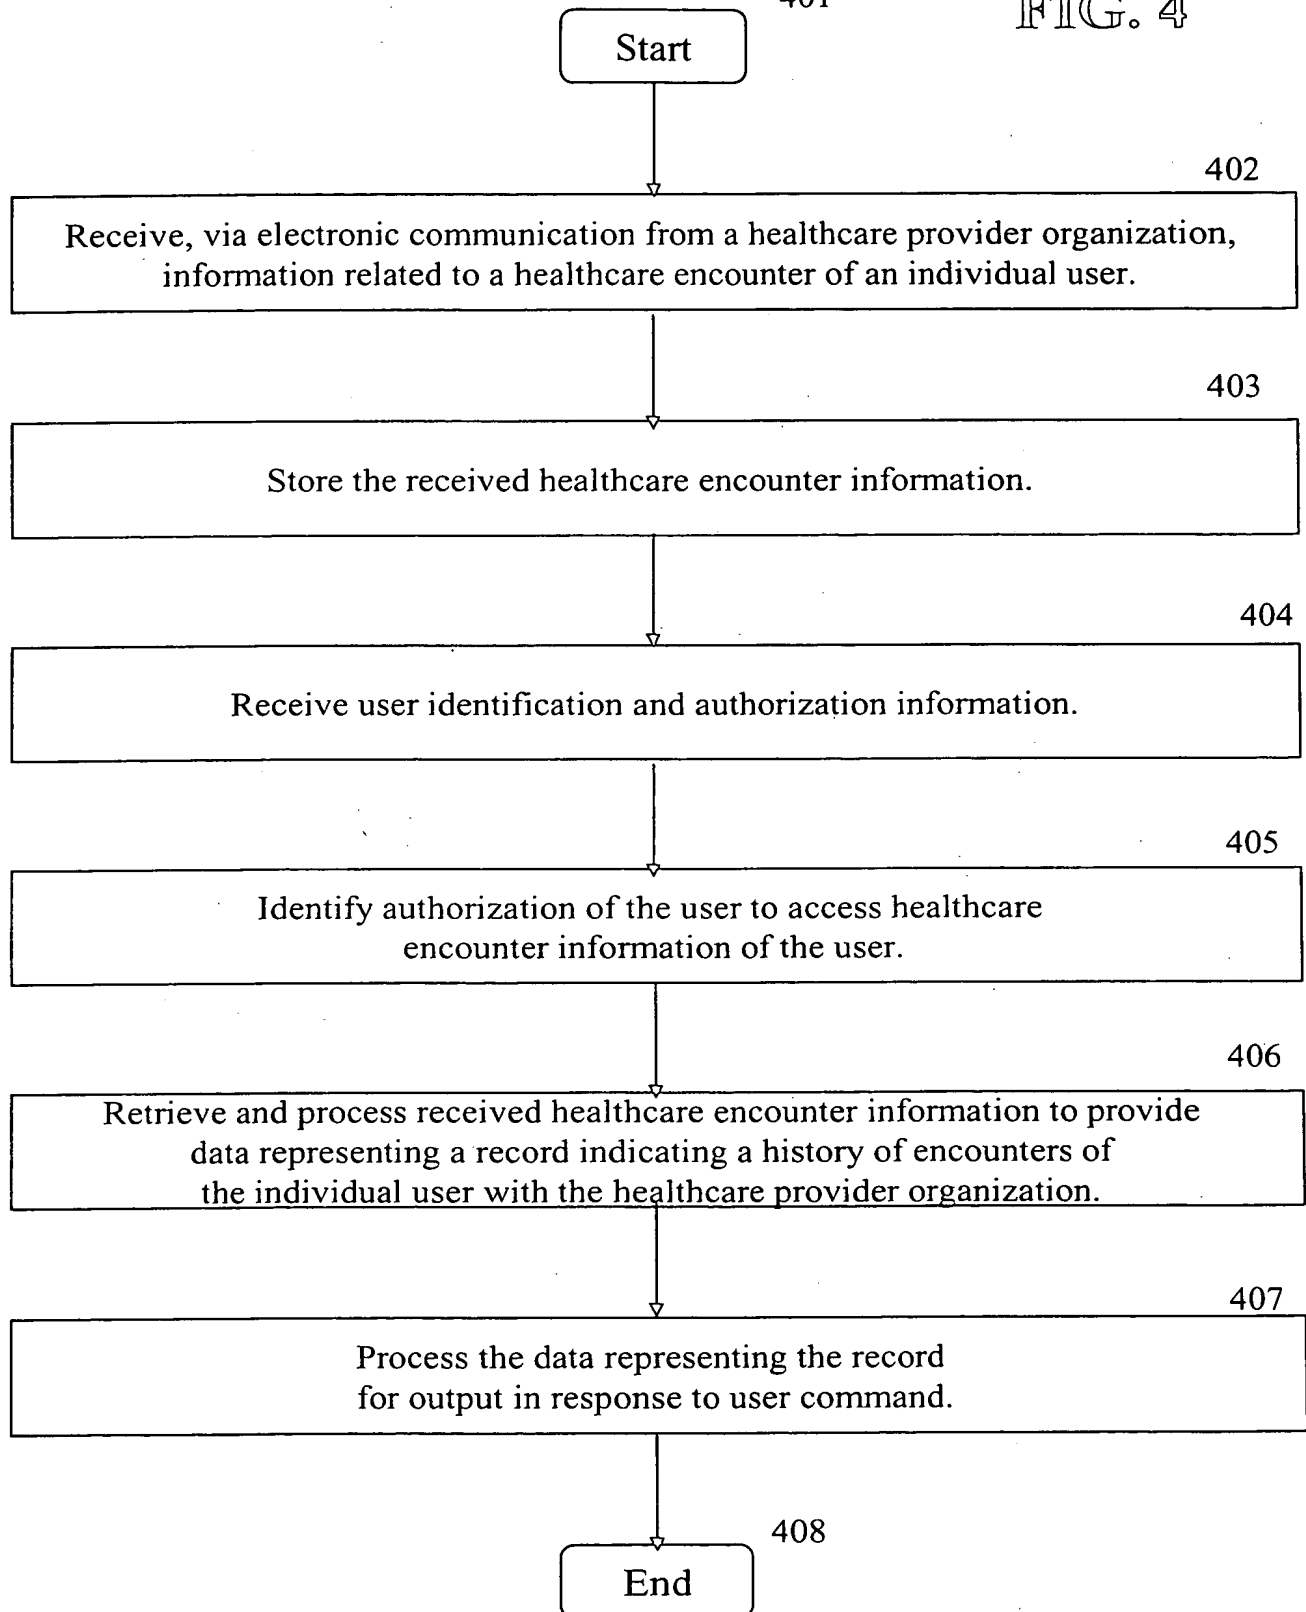 401
FIG. 4
Start
402
Receive, via electronic communication from a healthcare provider organization,
information related to a healthcare encounter of an individual user.
403
Store the received healthcare encounter information.
404
Receive user identification and authorization information.
405
Identify authorization of the user to access healthcare
encounter information of the user.
406
Retrieve and process received healthcare encounter information to provide
data representing a record indicating a history of encounters of
the individual user with the healthcare provider organization.
407
Process the data representing the record
for output in response to user command.
408
End